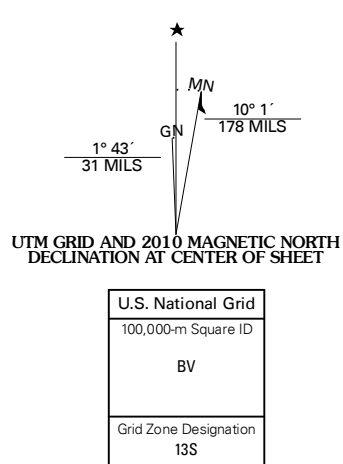 MN
GN
10° 1´
178 MILS
1° 43´
31 MILS
UTM GRID AND 2010 MAGNETIC NORTH
DECLINATION AT CENTER OF SHEET
U.S. National Grid
100,000-m Square ID
BV
Grid Zone Designation
13S